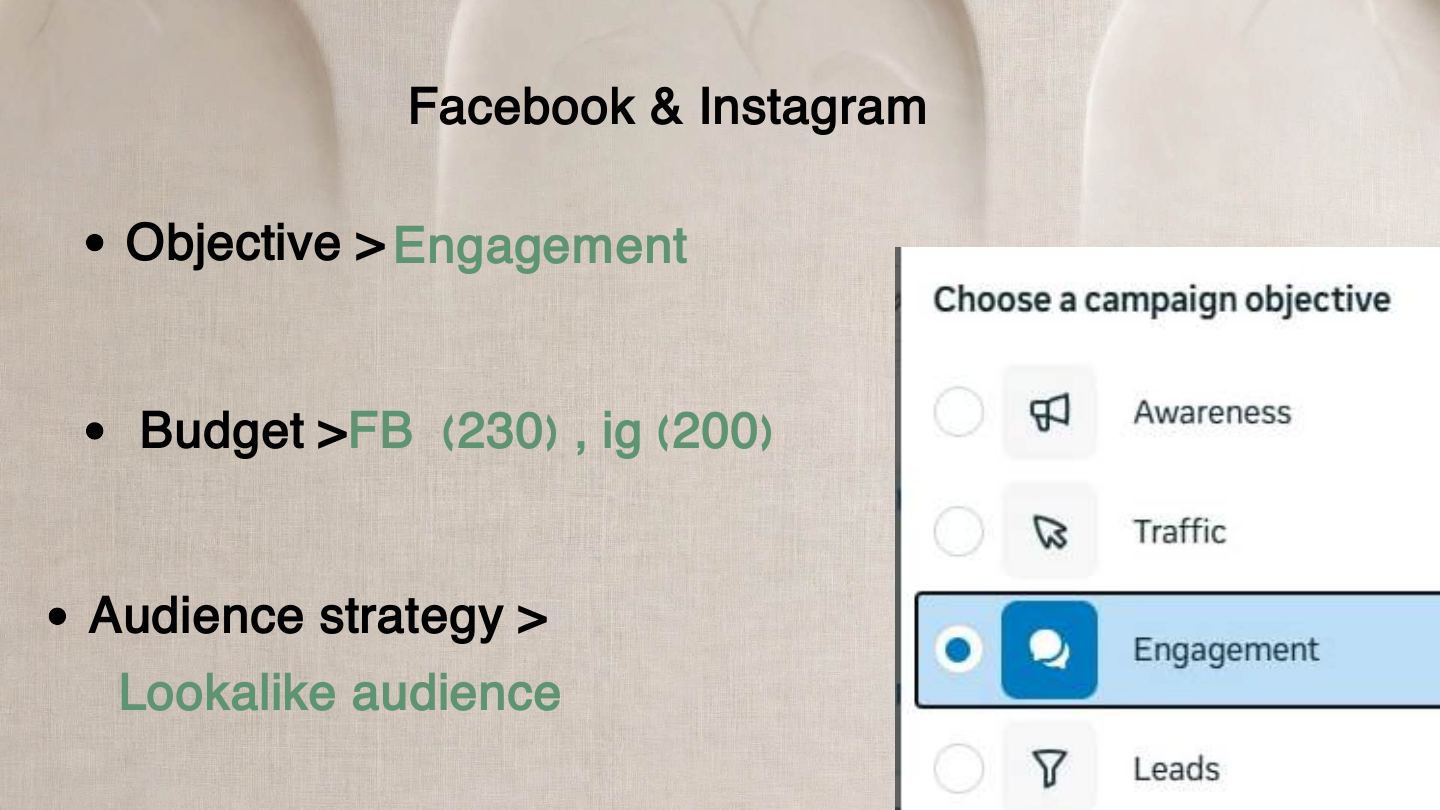 Facebook & Instagram
• Objective > Engagement
• Budget >FB (230) , ig (200)
• Audience strategy >
Lookalike audience
Choose a campaign objective
Awareness
Traffic
Engagement
Leads